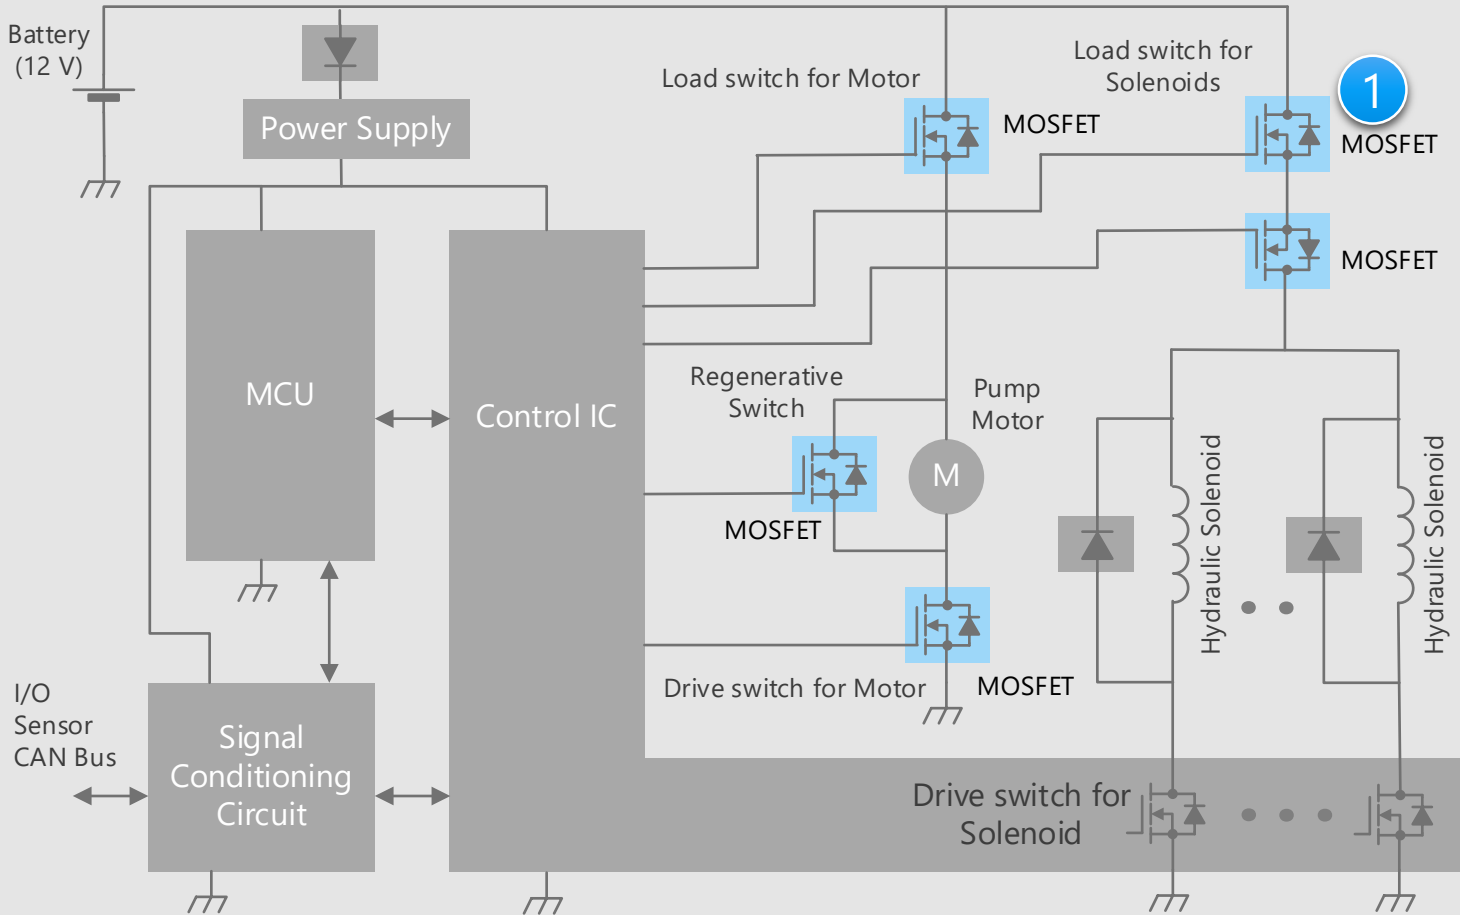 Battery
(12 V)
Power Supply
Load switch for Motor
MOSFET
Load switch for
Solenoids
1
MOSFET
MOSFET
MCU
Control IC
Regenerative
Switch
MOSFET
Pump
Motor
M
Hydraulic Solenoid
Hydraulic Solenoid
Drive switch for Motor
MOSFET
I/O
Sensor
CAN Bus
Signal
Conditioning
Circuit
Drive switch for
Solenoid